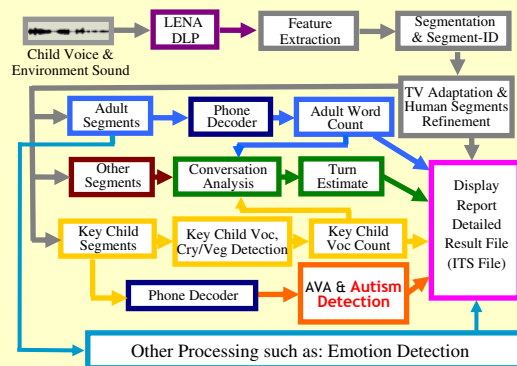 Child Voice &
Environment Sound
LENA
DLP
Feature
Extraction
Segmentation
& Segment-ID
TV Adaptation &
Human Segments
Refinement
Adult
Segments
Phone
Decoder
Adult Word
Count
Other
Segments
Conversation
Analysis
Turn
Estimate
Key Child
Segments
Key Child Voc,
Cry/Veg Detection
Key Child
Voc Count
Phone Decoder
AVA & Autism
Detection
Display
Report
Detailed
Result File
(ITS File)
Other Processing such as: Emotion Detection